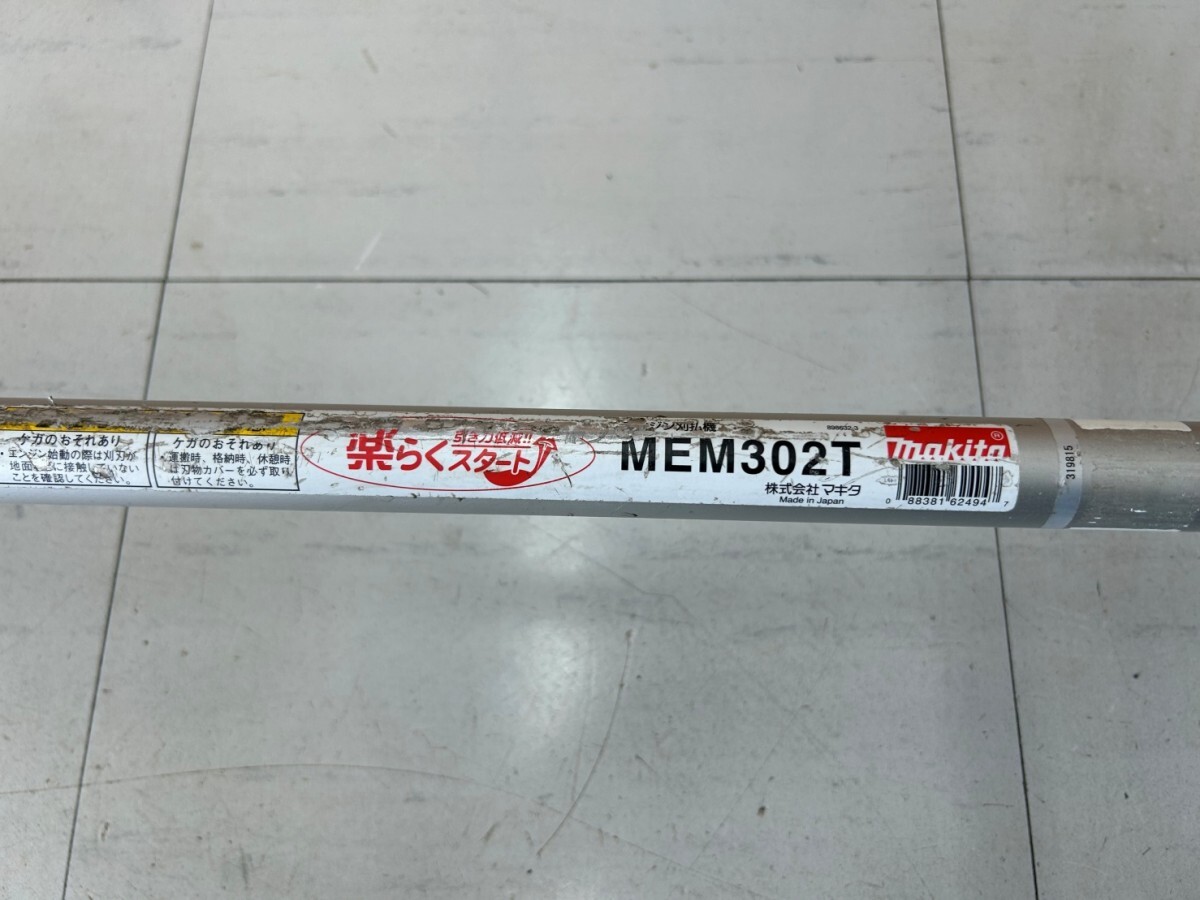 ケガのおそれあり
・エンジン始動の際は刈刃が
地面 に接触していない
ことを確認してください。
ケガのおそれあり
・運搬時、格納時、休憩時
は刃物カバーを必ず取り
付けてください。
引き力低減!!
楽らくスタート
ジン刈払機
MEM302T
株式会社マキタ
Made in Japan
makita®
0 88381 62494 7
319815